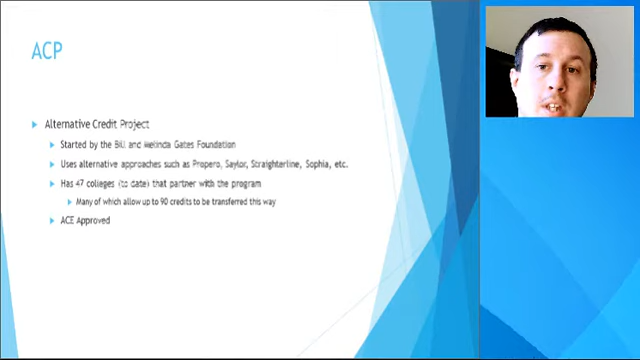 ACP
Alternative Credit Project
Started by the Bill and Melinda Gates Foundation
Uses alternative approaches such as Propero, Saylor, Straighterline, Sophia, etc.
Has 47 colleges (to date) that partner with the program
Many of which allow up to 90 credits to be transferred this way
ACE Approved